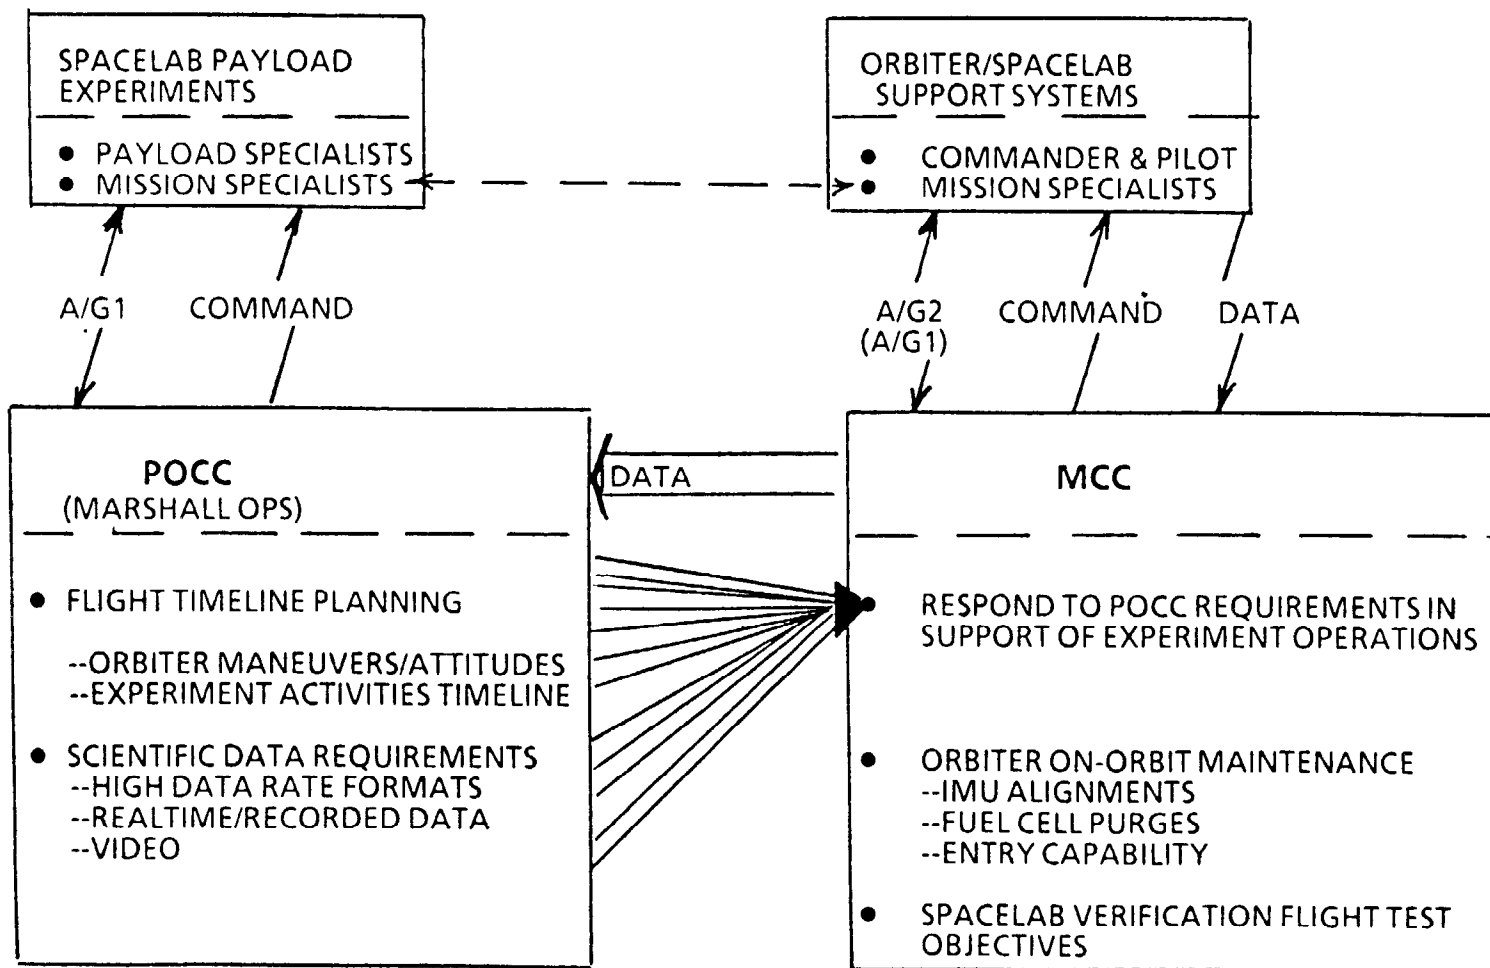 SPACELAB PAYLOAD
EXPERIMENTS
● PAYLOAD SPECIALISTS
● MISSION SPECIALISTS
ORBITER/SPACELAB
SUPPORT SYSTEMS
● COMMANDER & PILOT
● MISSION SPECIALISTS
A/G1
COMMAND
A/G2
(A/G1)
COMMAND
DATA
POCC
(MARSHALL OPS)
● FLIGHT TIMELINE PLANNING
--ORBITER MANEUVERS/ATTITUDES
--EXPERIMENT ACTIVITIES TIMELINE
● SCIENTIFIC DATA REQUIREMENTS
--HIGH DATA RATE FORMATS
--REALTIME/RECORDED DATA
--VIDEO
DATA
MCC
● RESPOND TO POCC REQUIREMENTS IN
SUPPORT OF EXPERIMENT OPERATIONS
● ORBITER ON-ORBIT MAINTENANCE
--IMU ALIGNMENTS
--FUEL CELL PURGES
--ENTRY CAPABILITY
● SPACELAB VERIFICATION FLIGHT TEST
OBJECTIVES